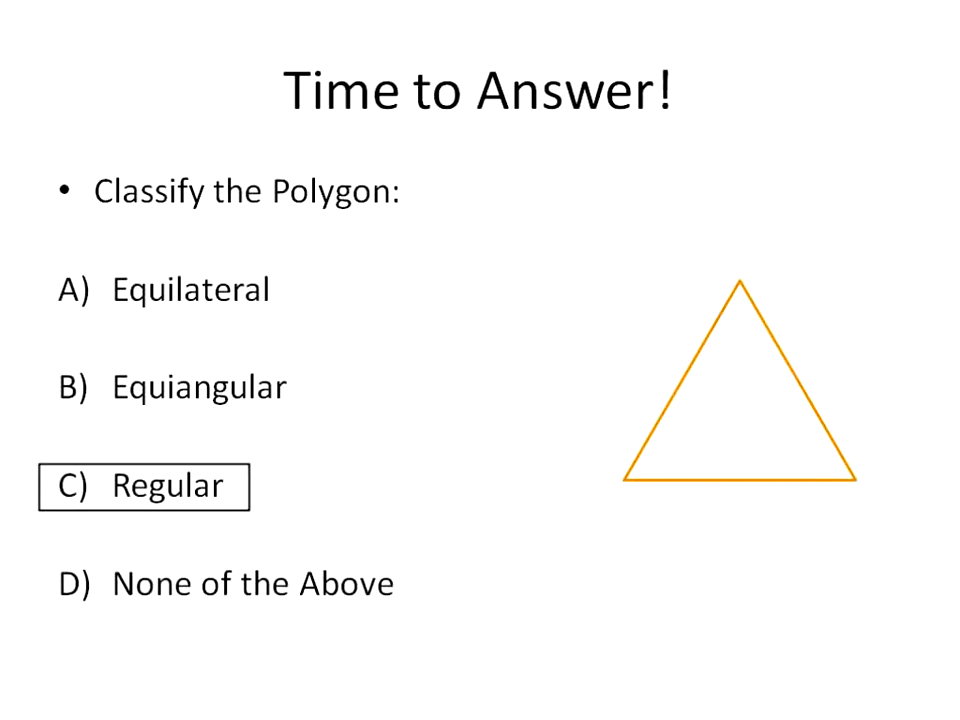 Time to Answer!
• Classify the Polygon:
A) Equilateral
B) Equiangular
C) Regular
D) None of the Above